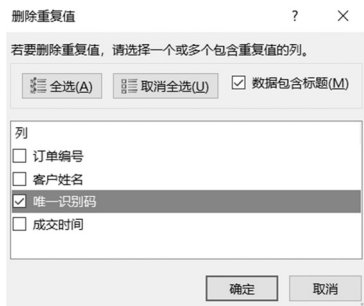 删除重复值
?
×
若要删除重复值，请选择一个或多个包含重复值的列。
全选(A)
取消全选(U)
数据包含标题(M)
列
订单编号
客户姓名
唯一识别码
成交时间
确定
取消